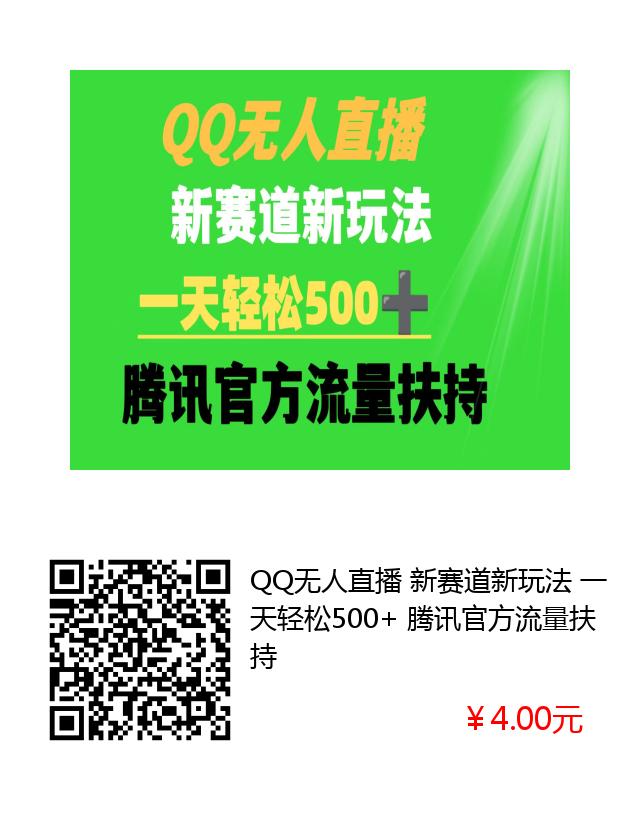 QQ无人直播
新赛道新玩法
一天轻松500➕
腾讯官方流量扶持
QQ无人直播 新赛道新玩法 一
天轻松500+ 腾讯官方流量扶
持
￥4.00元